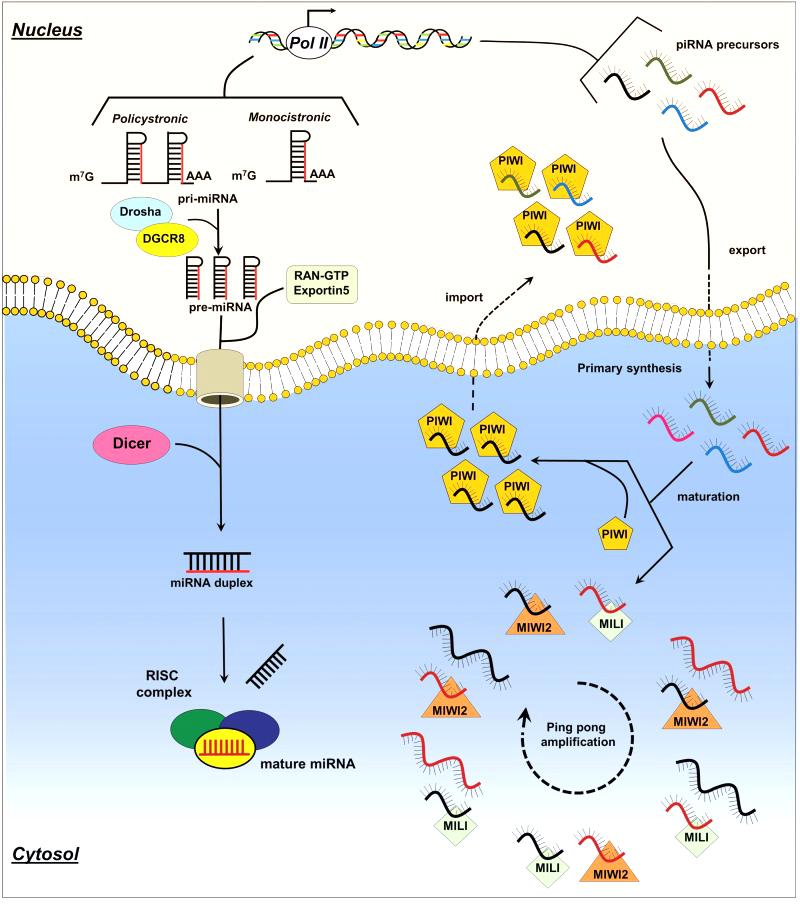 Nucleus
Pol II
piRNA precursors
Policystronic
Monocistronic
m⁷G
AAA
m⁷G
AAA
pri-miRNA
Drosha
DGCR8
pre-miRNA
RAN-GTP
Exportin5
PIWI
PIWI
PIWI
PIWI
import
export
Primary synthesis
Dicer
PIWI
PIWI
PIWI
PIWI
maturation
PIWI
miRNA duplex
MIWI2
MILI
RISC
complex
mature miRNA
MIWI2
MIWI2
Ping pong
amplification
MILI
MILI
MILI
MIWI2
Cytosol